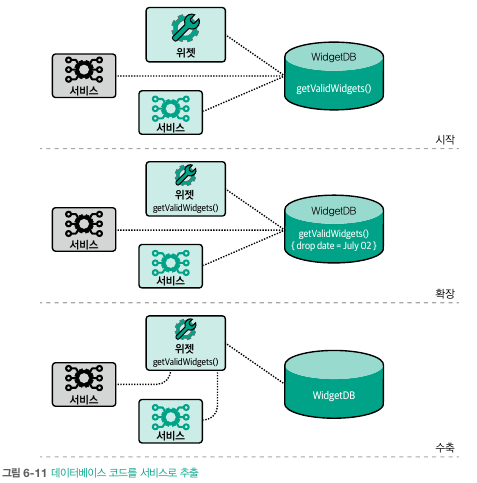 위젯
WidgetDB
getValidWidgets()
서비스
서비스
시작
위젯
getValidWidgets()
WidgetDB
getValidWidgets()
{ drop date = July 02 }
서비스
서비스
확장
위젯
getValidWidgets()
WidgetDB
서비스
서비스
수축
그림 6-11 데이터베이스 코드를 서비스로 추출